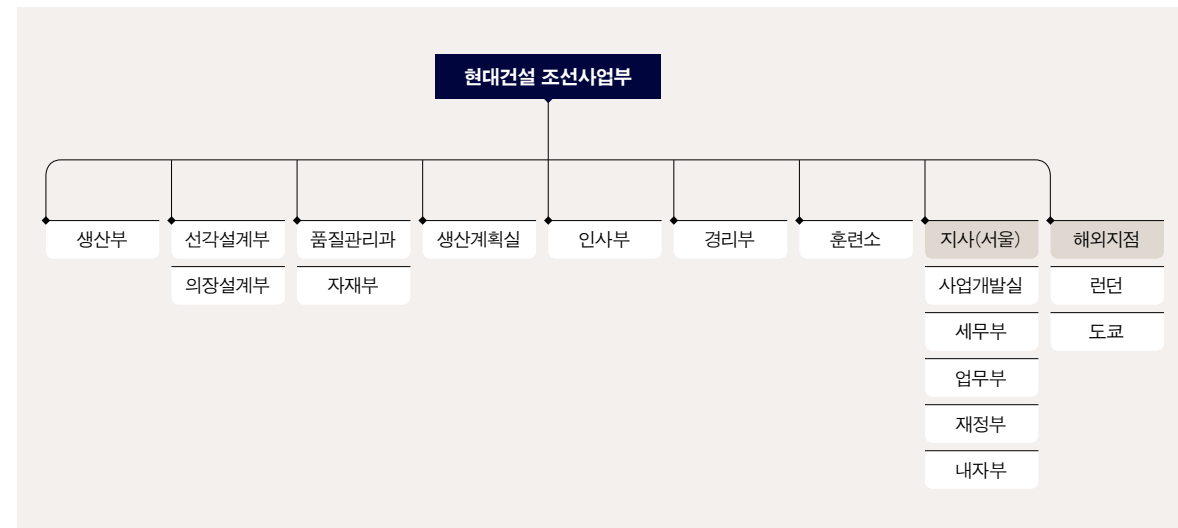 현대건설 조선사업부
생산부
선각설계부
품질관리과
생산계획실
인사부
경리부
훈련소
지사(서울)
해외지점
의장설계부
자재부
사업개발실
런던
세무부
도쿄
업무부
재정부
내자부